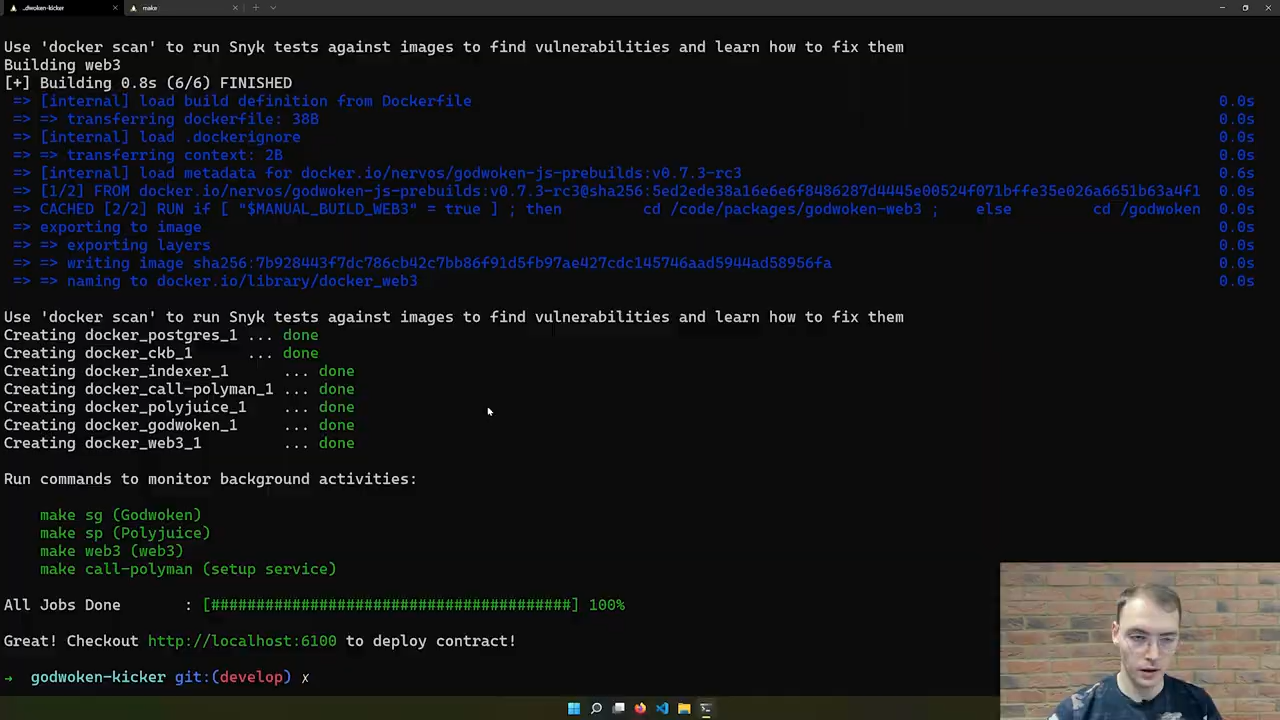 ..dwoken-kicker
make
Use 'docker scan' to run Snyk tests against images to find vulnerabilities and learn how to fix them
Building web3
[+] Building 0.8s (6/6) FINISHED
=> [internal] load build definition from Dockerfile 0.0s
=> => transferring dockerfile: 38B 0.0s
=> [internal] load .dockerignore 0.0s
=> => transferring context: 2B 0.0s
=> [internal] load metadata for docker.io/nervos/godwoken-js-prebuilds:v0.7.3-rc3 0.6s
=> [1/2] FROM docker.io/nervos/godwoken-js-prebuilds:v0.7.3-rc3@sha256:5ed2ede38a16e6e6f8486287d4445e00524f071bffe35e026a6651b63a4f1 0.0s
=> CACHED [2/2] RUN if [ "$MANUAL_BUILD_WEB3" = true ] ; then cd /code/packages/godwoken-web3 ; else cd /godwoken 0.0s
=> exporting to image 0.0s
=> => exporting layers 0.0s
=> => writing image sha256:7b928443f7dc786cb42c7bb86f91d5fb97ae427cdc145746aad5944ad58956fa 0.0s
=> => naming to docker.io/library/docker_web3 0.0s
Use 'docker scan' to run Snyk tests against images to find vulnerabilities and learn how to fix them
Creating docker_postgres_1 ... done
Creating docker_ckb_1 ... done
Creating docker_indexer_1 ... done
Creating docker_call-polyman_1 ... done
Creating docker_polyjuice_1 ... done
Creating docker_godwoken_1 ... done
Creating docker_web3_1 ... done
Run commands to monitor background activities:
make sg (Godwoken)
make sp (Polyjuice)
make web3 (web3)
make call-polyman (setup service)
All Jobs Done : [########################################] 100%
Great! Checkout http://localhost:6100 to deploy contract!
→ godwoken-kicker git:(develop) ✗